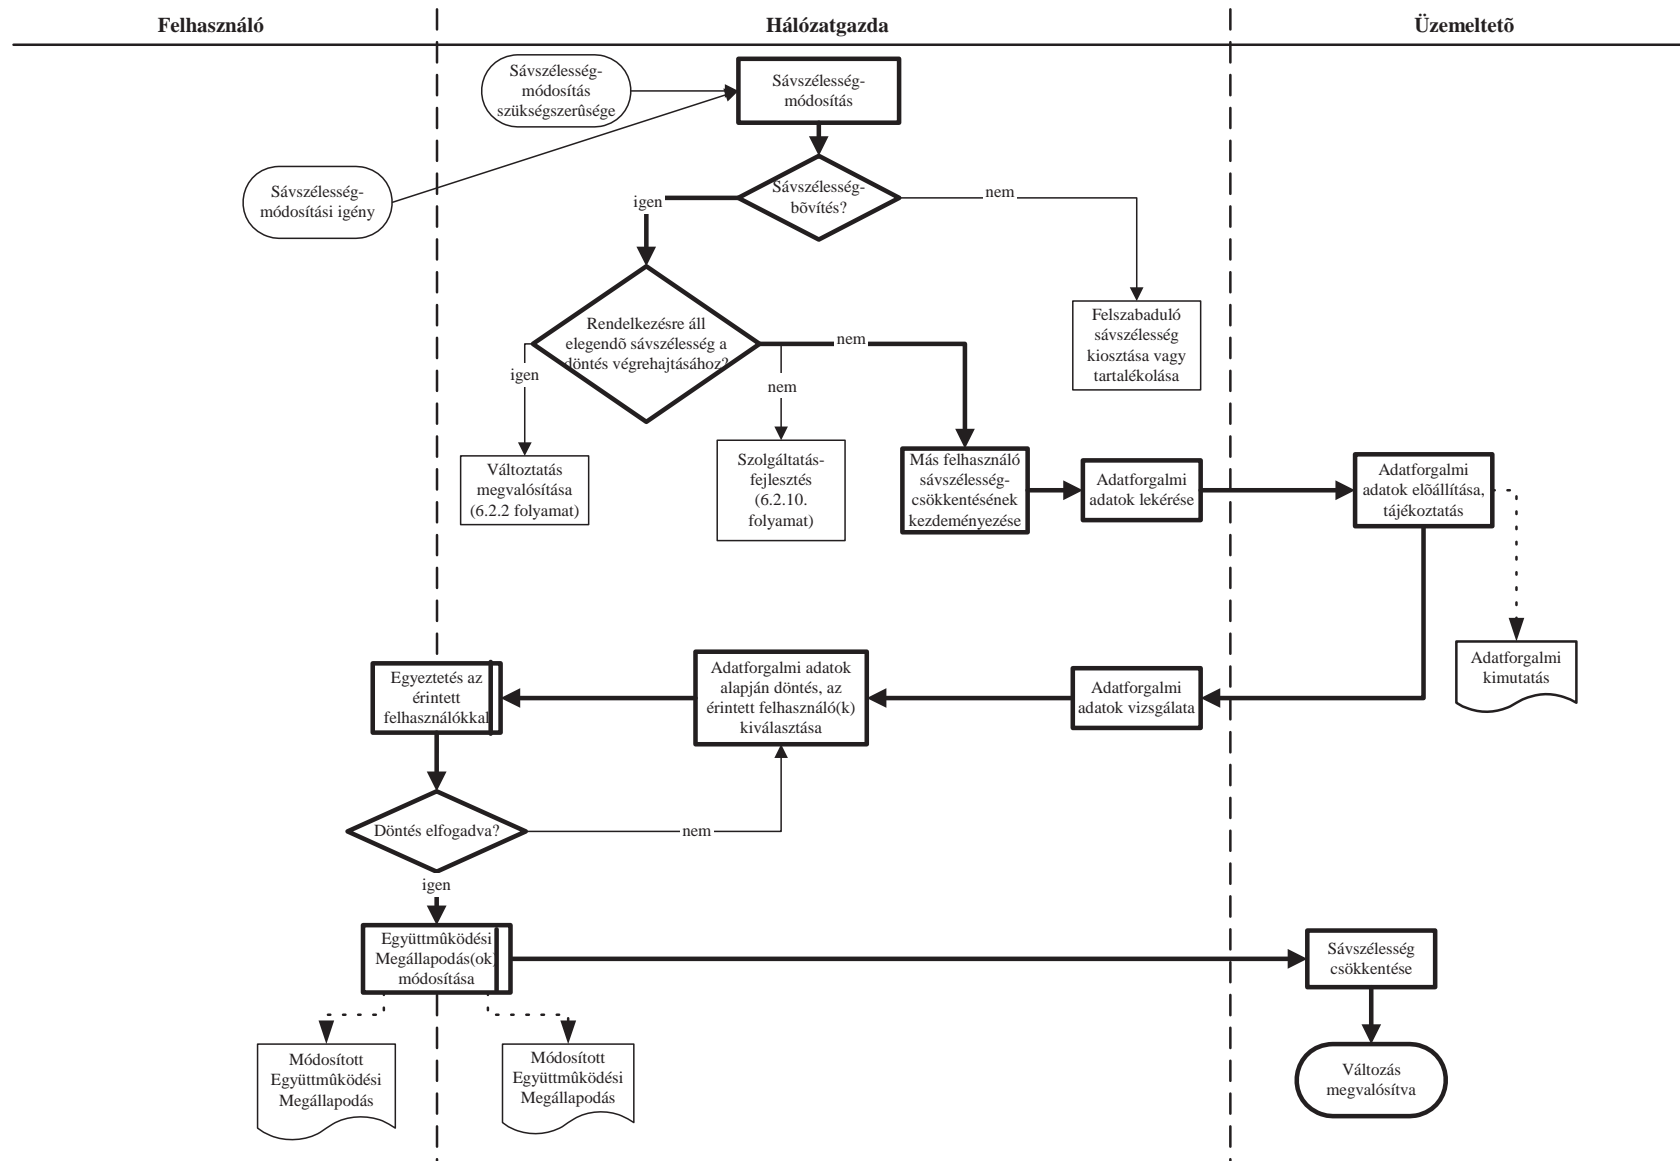 Felhasználó
Hálózatgazda
Üzemeltetõ
Sávszélesség-
módosítás
szükségszerûsége
Sávszélesség-
módosítás
Sávszélesség-
módosítási igény
Sávszélesség-
bõvítés?
igen
nem
Rendelkezésre áll
elegendõ sávszélesség a
döntés végrehajtásához?
igen
nem
nem
Felszabaduló
sávszélesség
kiosztása vagy
tartalékolása
Változtatás
megvalósítása
(6.2.2 folyamat)
Szolgáltatás-
fejlesztés
(6.2.10.
folyamat)
Más felhasználó
sávszélesség-
csökkentésének
kezdeményezése
Adatforgalmi
adatok lekérése
Adatforgalmi
adatok elõállítása,
tájékoztatás
Adatforgalmi
kimutatás
Egyeztetés az
érintett
felhasználókkal
Adatforgalmi adatok
alapján döntés, az
érintett felhasználó(k)
kiválasztása
Adatforgalmi
adatok vizsgálata
Döntés elfogadva?
nem
igen
Együttmûködési
Megállapodás(ok)
módosítása
Sávszélesség
csökkentése
Módosított
Együttmûködési
Megállapodás
Módosított
Együttmûködési
Megállapodás
Változás
megvalósítva